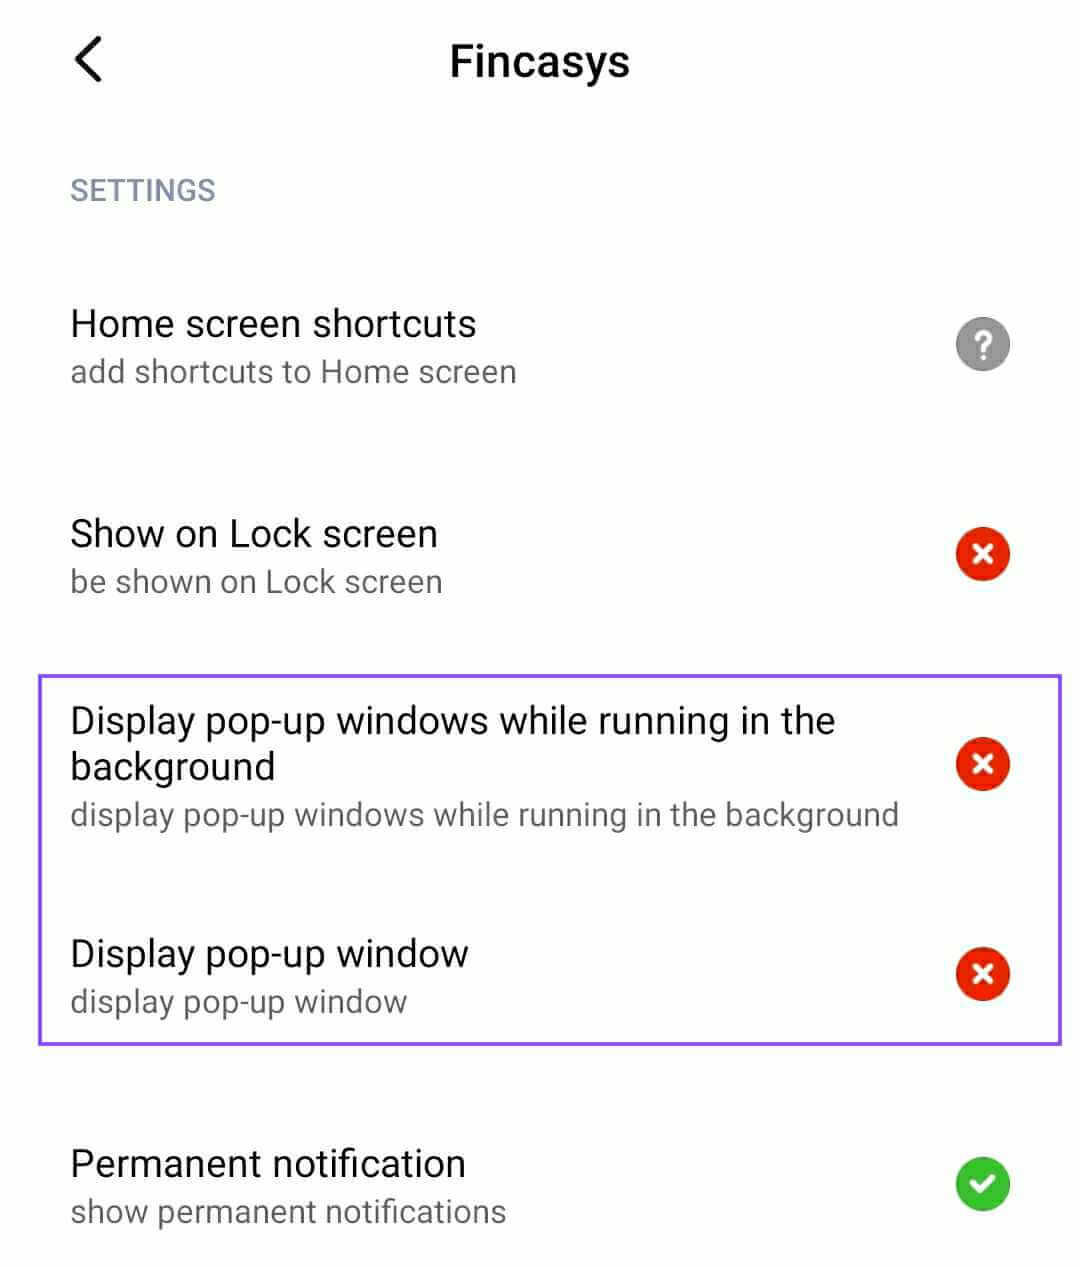 Fincasys
SETTINGS
Home screen shortcuts
add shortcuts to Home screen
?
Show on Lock screen
be shown on Lock screen
Display pop-up windows while running in the
background
display pop-up windows while running in the background
Display pop-up window
display pop-up window
Permanent notification
show permanent notifications